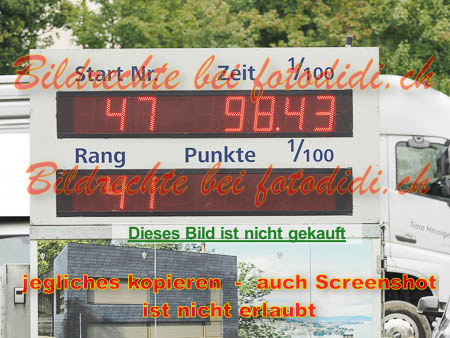 Bildrechte bei fotodidi.ch
Start Nr. Zeit 1/100
47 98.43
Rang Punkte 1/100
Bildrechte bei fotodidi.ch
41
Dieses Bild ist nicht gekauft
jegliches kopieren - auch Screenshot
ist nicht erlaubt